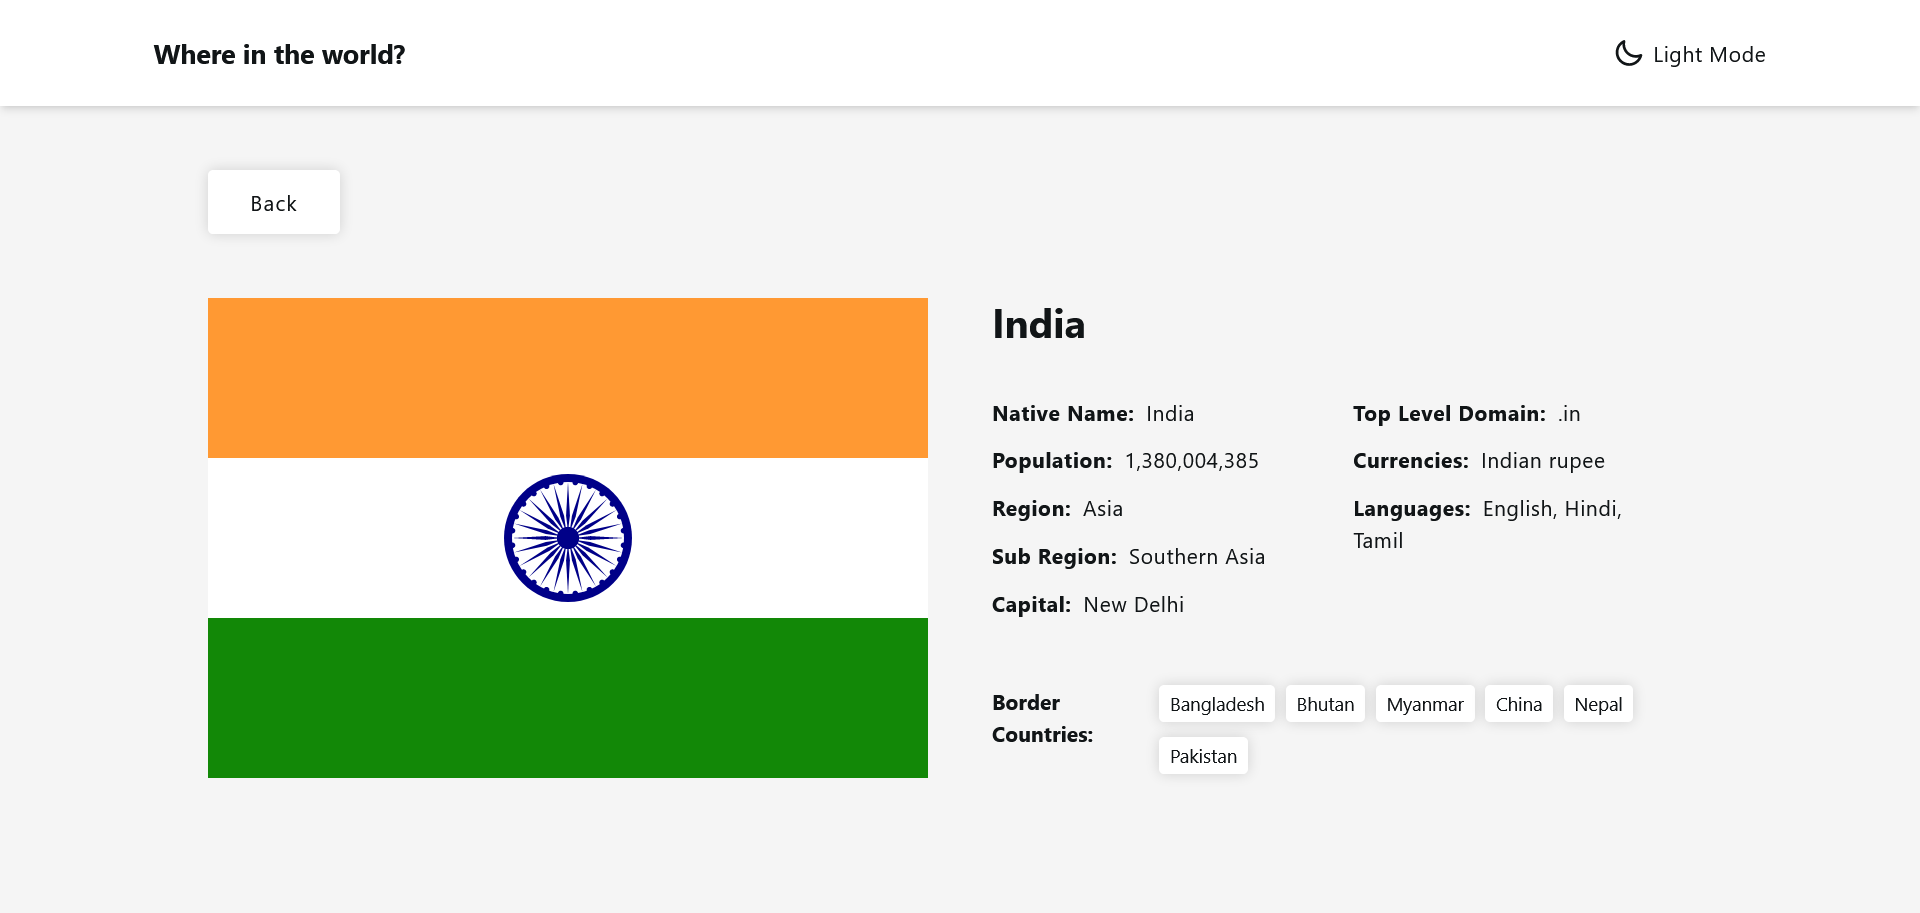 Where in the world?
Light Mode
Back
India
Native Name: India
Population: 1,380,004,385
Region: Asia
Sub Region: Southern Asia
Capital: New Delhi
Top Level Domain: .in
Currencies: Indian rupee
Languages: English, Hindi,
Tamil
Border
Countries:
Bangladesh Bhutan Myanmar China Nepal
Pakistan